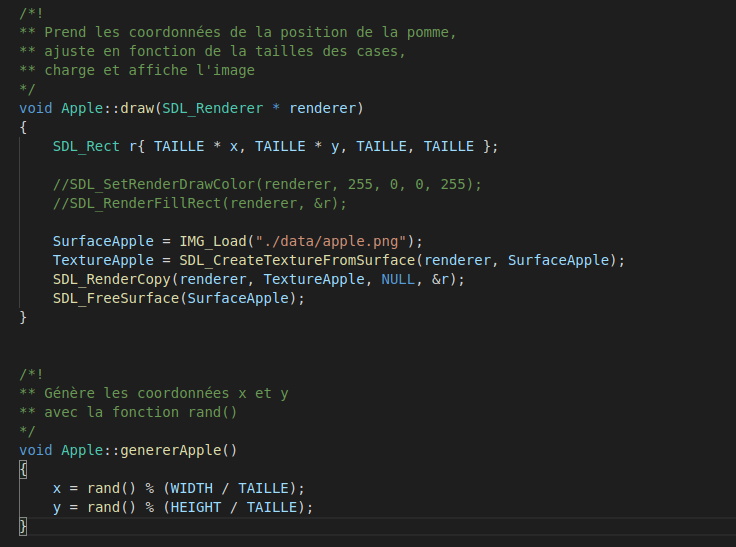 /*!
** Prend les coordonnées de la position de la pomme,
** ajuste en fonction de la tailles des cases,
** charge et affiche l'image
*/
void Apple::draw(SDL_Renderer * renderer)
{
    SDL_Rect r{ TAILLE * x, TAILLE * y, TAILLE, TAILLE };
    //SDL_SetRenderDrawColor(renderer, 255, 0, 0, 255);
    //SDL_RenderFillRect(renderer, &r);
    SurfaceApple = IMG_Load("./data/apple.png");
    TextureApple = SDL_CreateTextureFromSurface(renderer, SurfaceApple);
    SDL_RenderCopy(renderer, TextureApple, NULL, &r);
    SDL_FreeSurface(SurfaceApple);
}
/*!
** Génère les coordonnées x et y
** avec la fonction rand()
*/
void Apple::genererApple()
{
    x = rand() % (WIDTH / TAILLE);
    y = rand() % (HEIGHT / TAILLE);
}